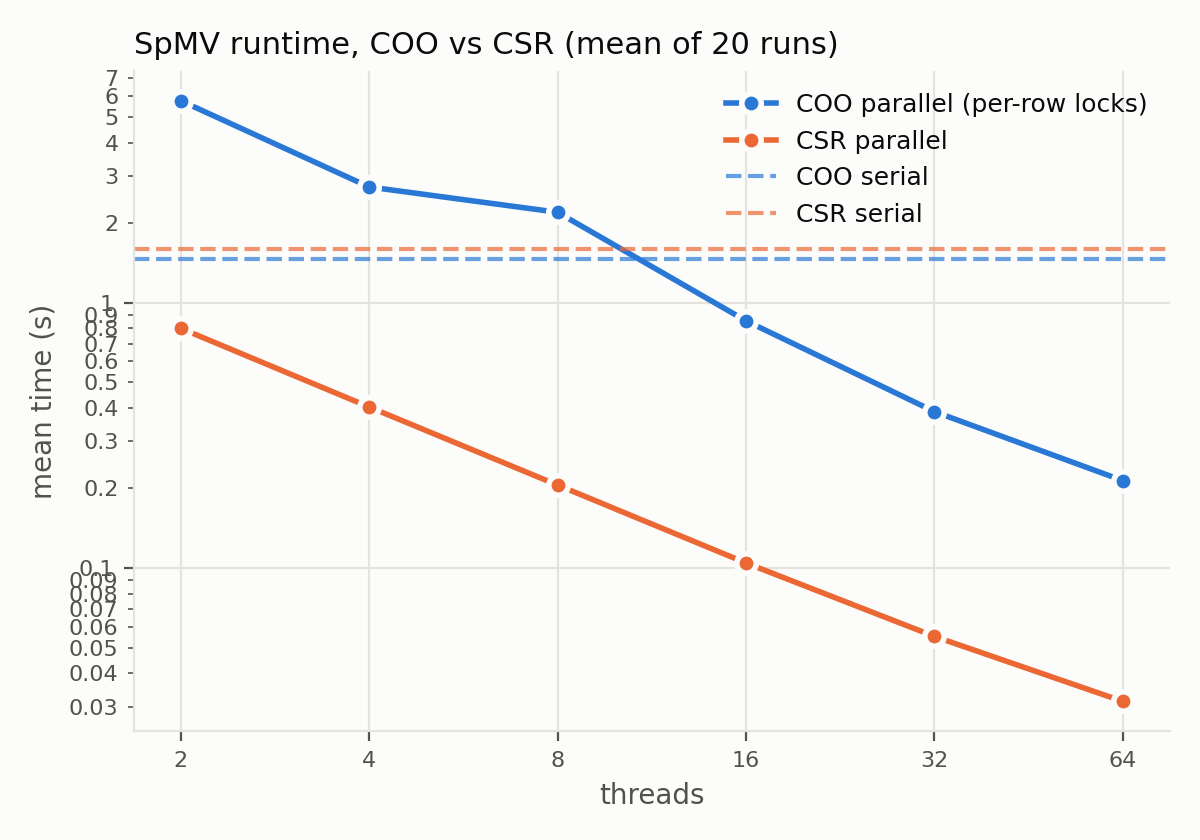 SpMV runtime, COO vs CSR (mean of 20 runs)
COO parallel (per-row locks)
CSR parallel
COO serial
CSR serial
mean time (s)
7
6
5
4
3
2
1
0.9
0.8
0.7
0.6
0.5
0.4
0.3
0.2
0.1
0.09
0.08
0.07
0.06
0.05
0.04
0.03
2 4 8 16 32 64
threads